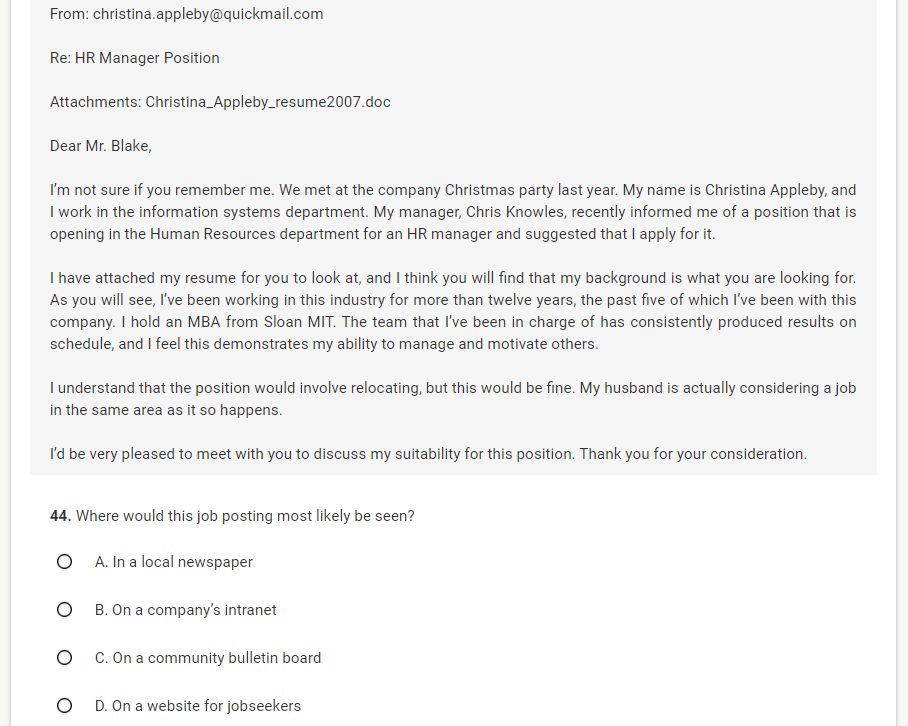 From: christina.appleby@quickmail.com
Re: HR Manager Position
Attachments: Christina_Appleby_resume2007.doc
Dear Mr. Blake,
I'm not sure if you remember me. We met at the company Christmas party last year. My name is Christina Appleby, and
I work in the information systems department. My manager, Chris Knowles, recently informed me of a position that is
opening in the Human Resources department for an HR manager and suggested that I apply for it.
I have attached my resume for you to look at, and I think you will find that my background is what you are looking for.
As you will see, I've been working in this industry for more than twelve years, the past five of which I've been with this
company. I hold an MBA from Sloan MIT. The team that I've been in charge of has consistently produced results on
schedule, and I feel this demonstrates my ability to manage and motivate others.
I understand that the position would involve relocating, but this would be fine. My husband is actually considering a job
in the same area as it so happens.
I'd be very pleased to meet with you to discuss my suitability for this position. Thank you for your consideration.
44. Where would this job posting most likely be seen?
A. In a local newspaper
B. On a company's intranet
C. On a community bulletin board
D. On a website for jobseekers